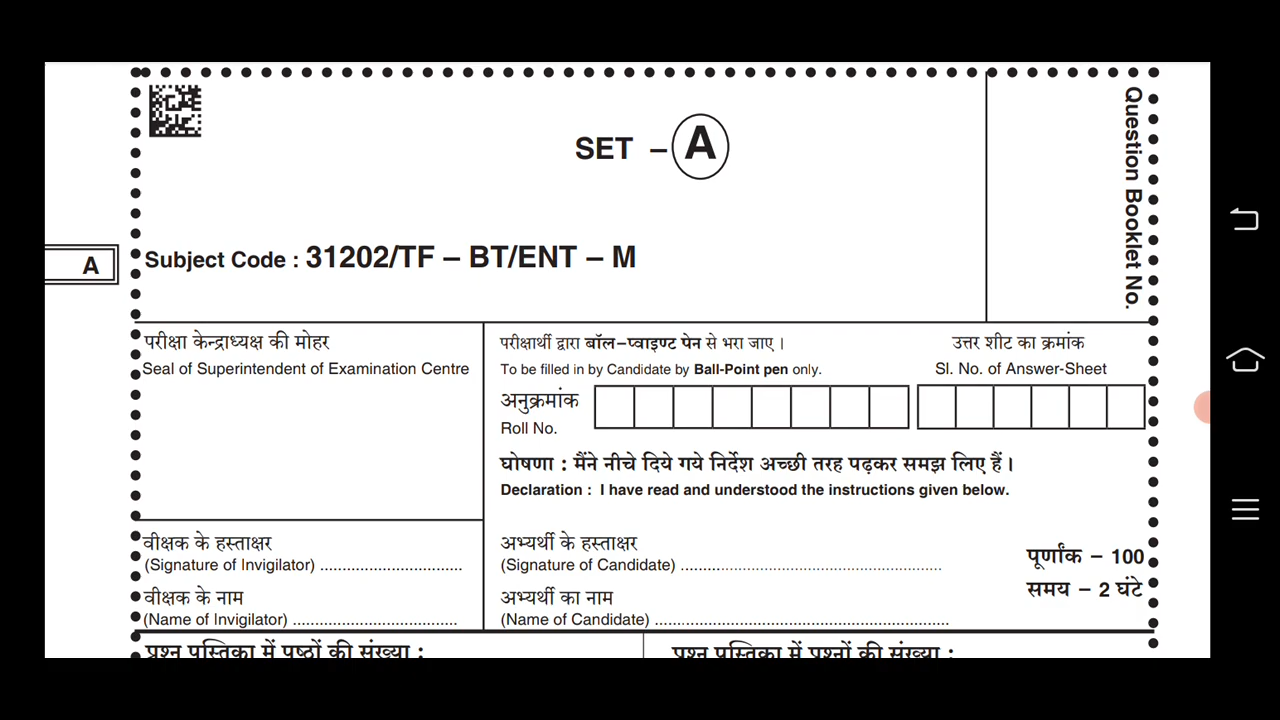 SET – A
Question Booklet No.
A
Subject Code : 31202/TF – BT/ENT – M
परीक्षा केन्द्राध्यक्ष की मोहर
Seal of Superintendent of Examination Centre
परीक्षार्थी द्वारा बॉल–प्वाइण्ट पेन से भरा जाए ।
To be filled in by Candidate by Ball-Point pen only.
उत्तर शीट का क्रमांक
Sl. No. of Answer-Sheet
अनुक्रमांक
Roll No.
घोषणा : मैंने नीचे दिये गये निर्देश अच्छी तरह पढ़कर समझ लिए हैं ।
Declaration : I have read and understood the instructions given below.
वीक्षक के हस्ताक्षर
(Signature of Invigilator) ................................
वीक्षक के नाम
(Name of Invigilator) .....................................
अभ्यर्थी के हस्ताक्षर
(Signature of Candidate) ...........................................................
अभ्यर्थी का नाम
(Name of Candidate) ..................................................................
पूर्णांक – 100
समय – 2 घंटे
प्रश्न पुस्तिका में पृष्ठों की संख्या :
प्रश्न पुस्तिका में प्रश्नों की संख्या :